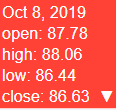 Oct 8, 2019
open: 87.78
high: 88.06
low: 86.44
close: 86.63 ▼